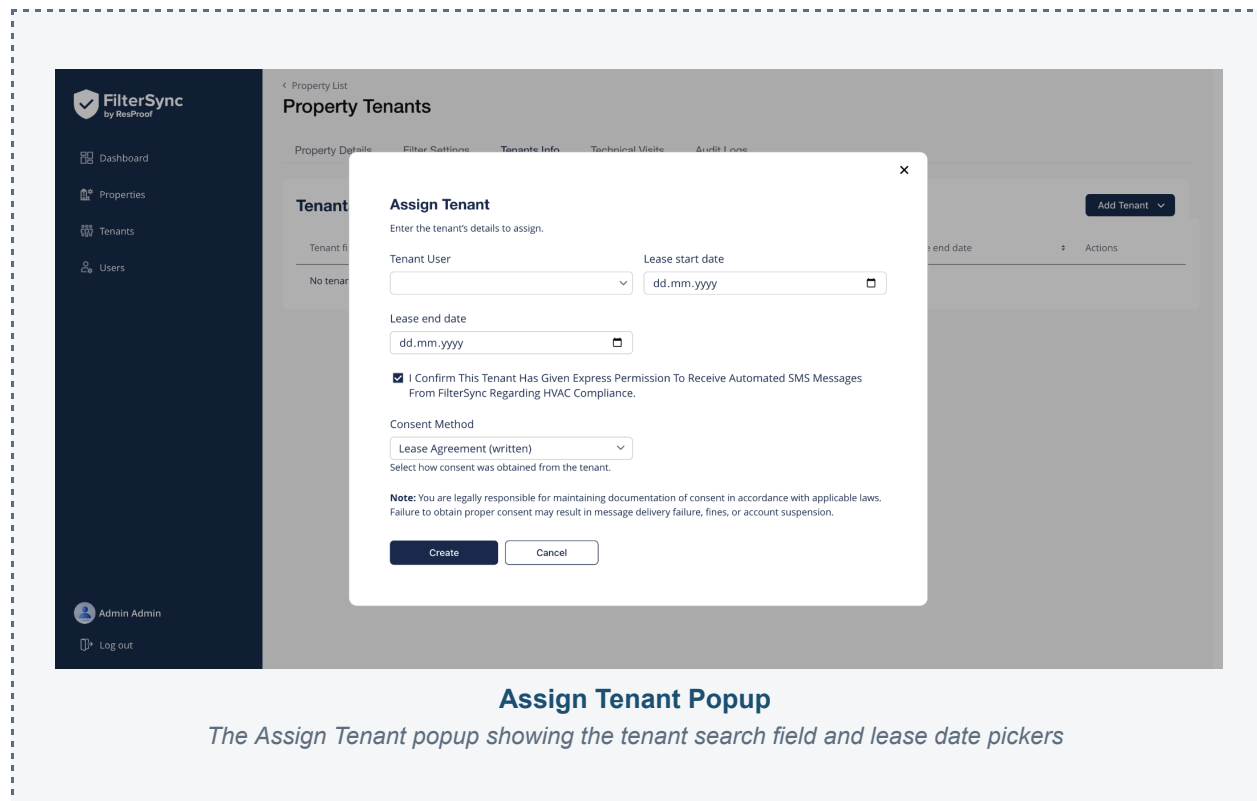 FilterSync
by ResProof
Dashboard
Properties
Tenants
Users
Admin Admin
Log out
< Property List
Property Tenants
Property Details Filter Settings Tenants Info Technical Visits Audit Logs
Tenant
Add Tenant
Tenant fi
e end date
Actions
No tenan
Assign Tenant
Enter the tenant's details to assign.
Tenant User
Lease start date
dd.mm.yyyy
Lease end date
dd.mm.yyyy
I Confirm This Tenant Has Given Express Permission To Receive Automated SMS Messages
From FilterSync Regarding HVAC Compliance.
Consent Method
Lease Agreement (written)
Select how consent was obtained from the tenant.
Note: You are legally responsible for maintaining documentation of consent in accordance with applicable laws.
Failure to obtain proper consent may result in message delivery failure, fines, or account suspension.
Create
Cancel
Assign Tenant Popup
The Assign Tenant popup showing the tenant search field and lease date pickers